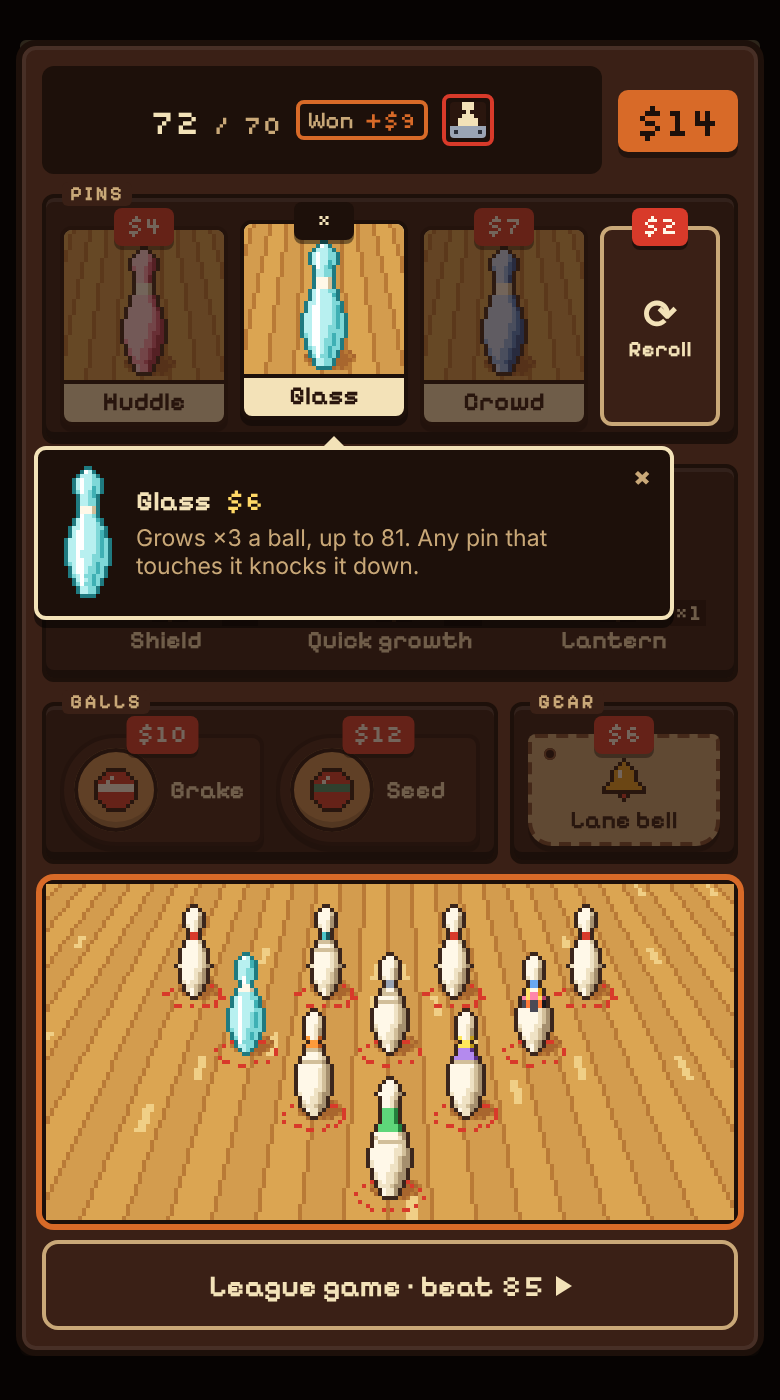 72 / 70 Won +$9
$14
PINS
$4
×
$7
$2
Huddle
Glass
Crowd
Reroll
Glass $6
Grows ×3 a ball, up to 81. Any pin that
touches it knocks it down.
×1
Shield
Quick growth
Lantern
BALLS
GEAR
$10
$12
$6
Brake
Seed
Lane bell
League game · beat 85